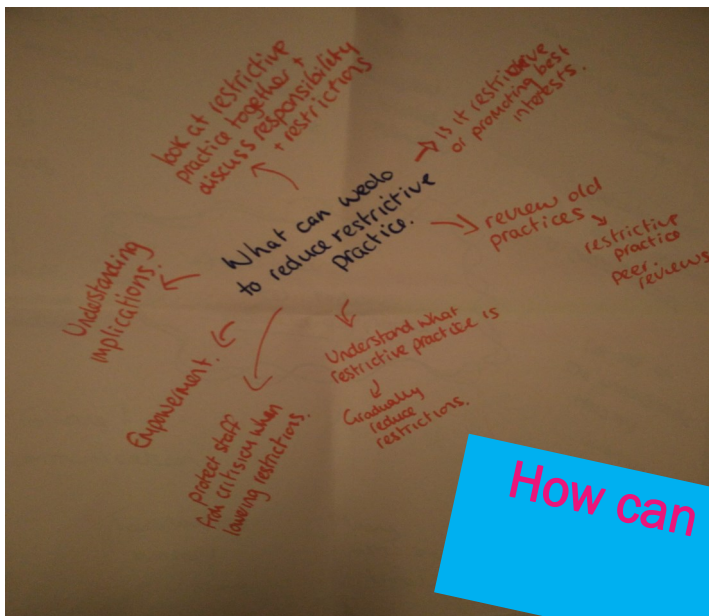 look at restrictive
practice together +
discuss responsibility
+ restrictions
Is it restrictive
or promoting best
interests.
What can we do
to reduce restrictive
practice.
review old
practices
restrictive
practice
peer reviews
Understanding
implications.
Empowerment.
protect staff
from critision when
lowering restrictions.
Understand what
restrictive practice is
Gradually
reduce
restrictions.
How can